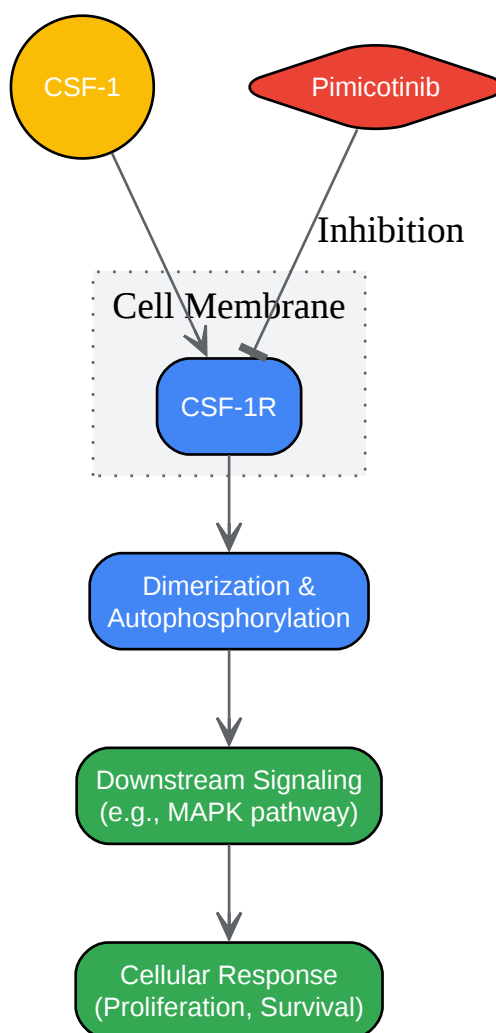 CSF-1
Pimicotinib
Inhibition
Cell Membrane
CSF-1R
Dimerization &
Autophosphorylation
Downstream Signaling
(e.g., MAPK pathway)
Cellular Response
(Proliferation, Survival)